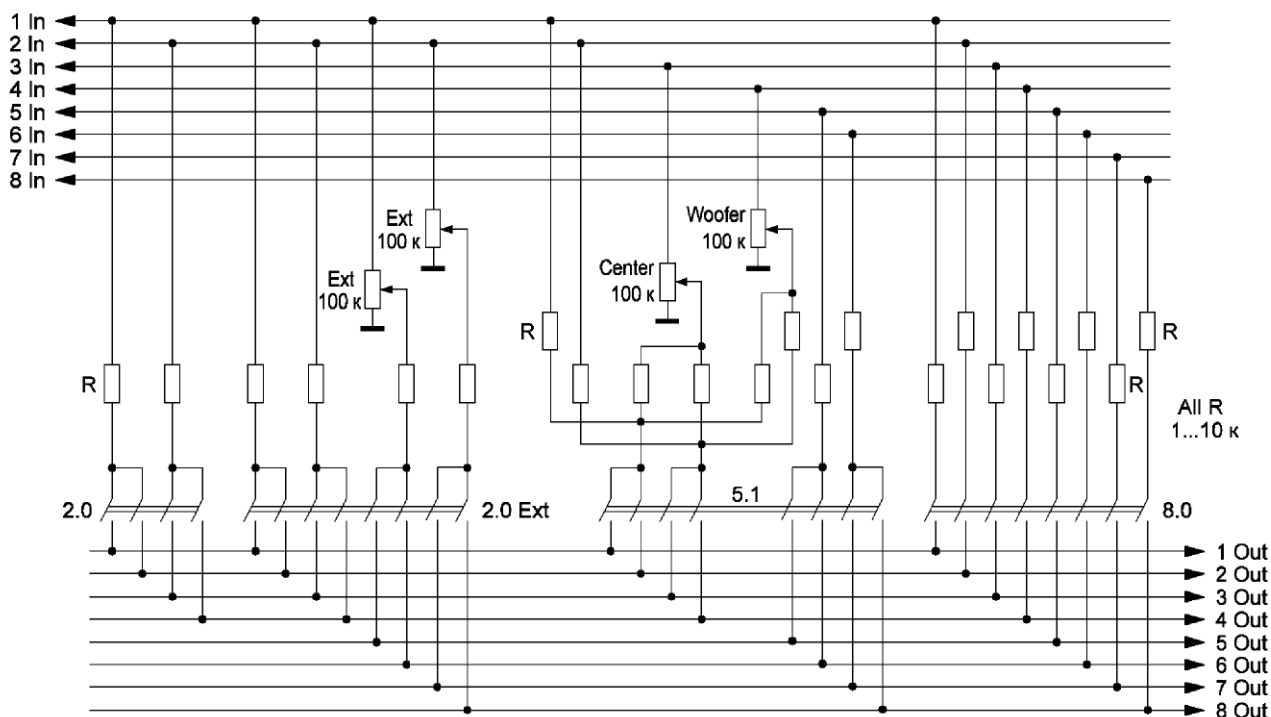 1 In
2 In
3 In
4 In
5 In
6 In
7 In
8 In
Ext
100 к
Woofer
100 к
Ext
100 к
Center
100 к
R
R
R
R
All R
1...10 к
2.0
2.0 Ext
5.1
8.0
1 Out
2 Out
3 Out
4 Out
5 Out
6 Out
7 Out
8 Out